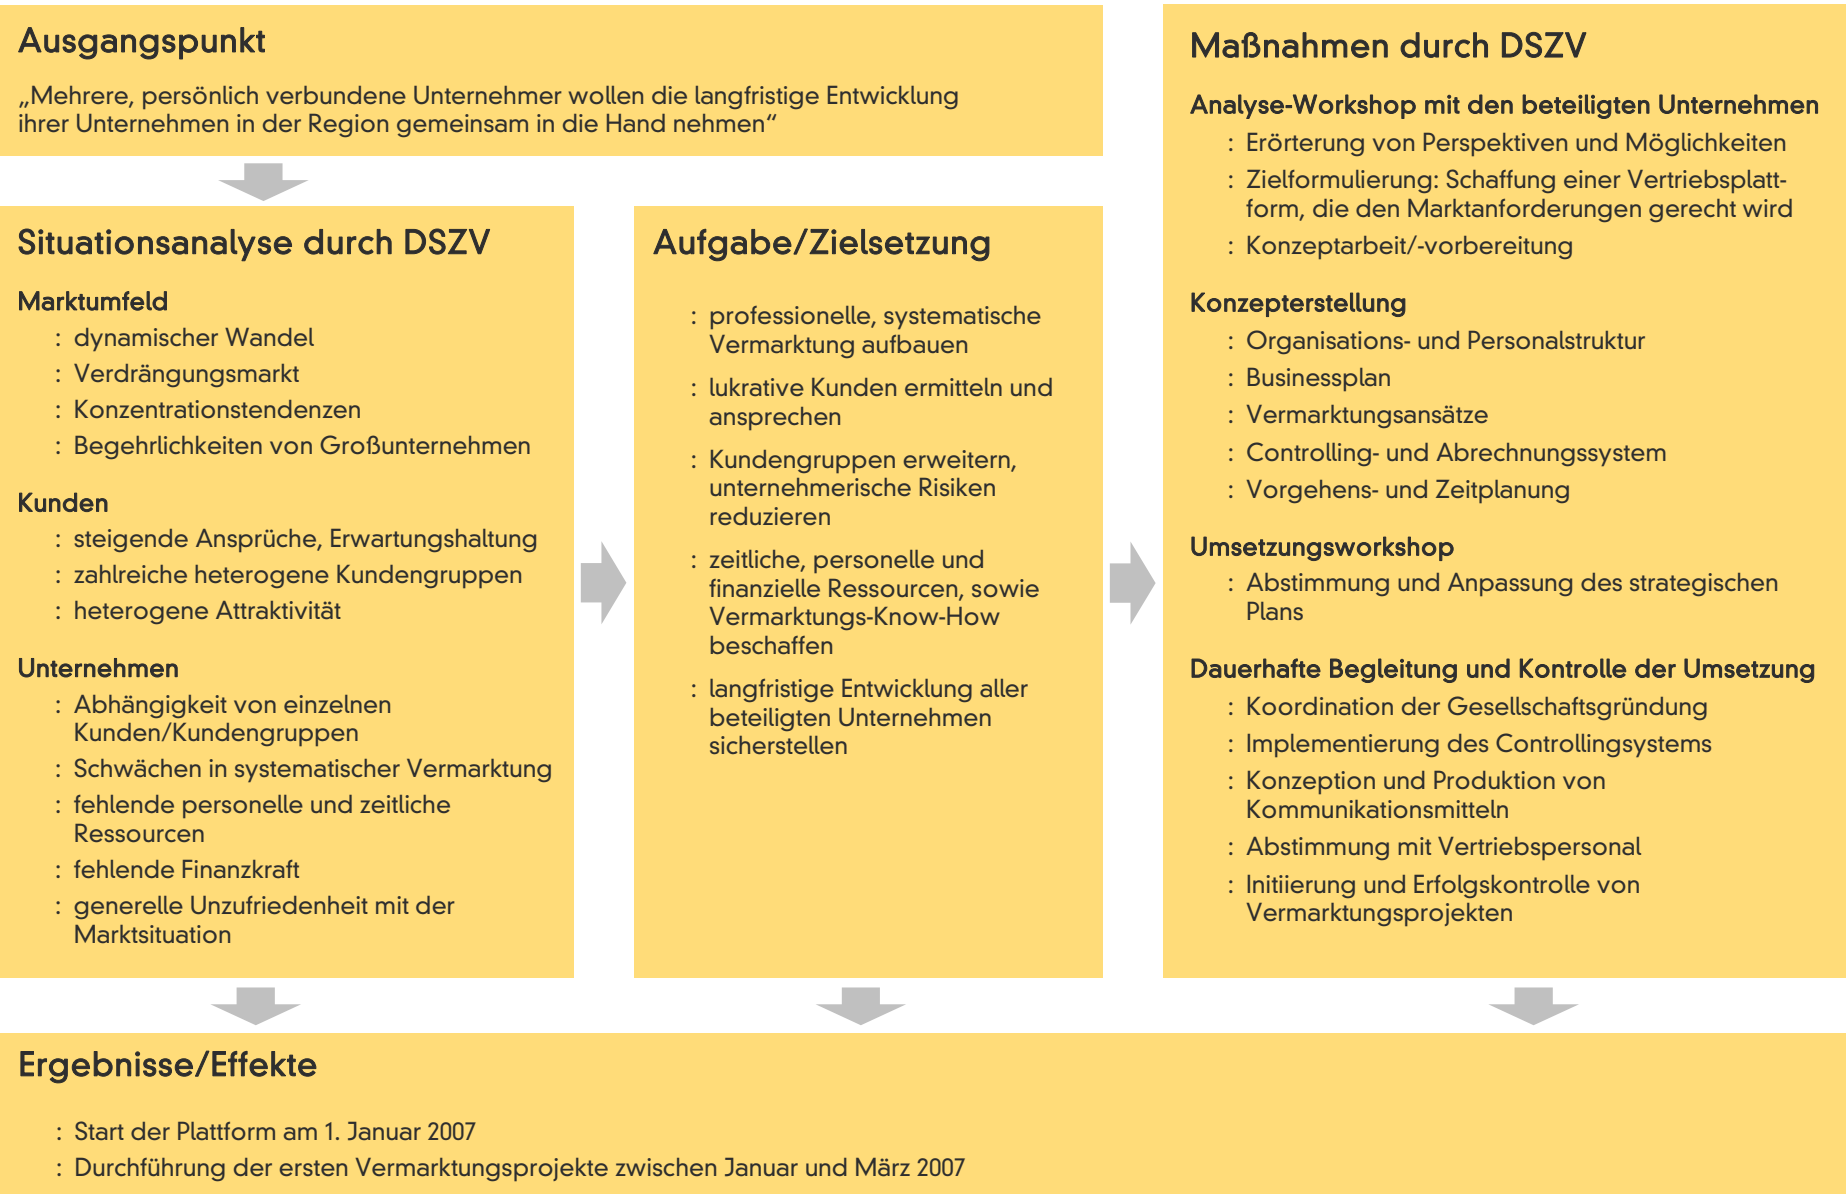 Ausgangspunkt
„Mehrere, persönlich verbundene Unternehmer wollen die langfristige Entwicklung
ihrer Unternehmen in der Region gemeinsam in die Hand nehmen“
Situationsanalyse durch DSZV
Marktumfeld
: dynamischer Wandel
: Verdrängungsmarkt
: Konzentrationstendenzen
: Begehrlichkeiten von Großunternehmen
Kunden
: steigende Ansprüche, Erwartungshaltung
: zahlreiche heterogene Kundengruppen
: heterogene Attraktivität
Unternehmen
: Abhängigkeit von einzelnen
Kunden/Kundengruppen
: Schwächen in systematischer Vermarktung
: fehlende personelle und zeitliche
Ressourcen
: fehlende Finanzkraft
: generelle Unzufriedenheit mit der
Marktsituation
Aufgabe/Zielsetzung
: professionelle, systematische
Vermarktung aufbauen
: lukrative Kunden ermitteln und
ansprechen
: Kundengruppen erweitern,
unternehmerische Risiken
reduzieren
: zeitliche, personelle und
finanzielle Ressourcen, sowie
Vermarktungs-Know-How
beschaffen
: langfristige Entwicklung aller
beteiligten Unternehmen
sicherstellen
Maßnahmen durch DSZV
Analyse-Workshop mit den beteiligten Unternehmen
: Erörterung von Perspektiven und Möglichkeiten
: Zielformulierung: Schaffung einer Vertriebsplatt-
form, die den Marktanforderungen gerecht wird
: Konzeptarbeit/-vorbereitung
Konzepterstellung
: Organisations- und Personalstruktur
: Businessplan
: Vermarktungsansätze
: Controlling- und Abrechnungssystem
: Vorgehens- und Zeitplanung
Umsetzungsworkshop
: Abstimmung und Anpassung des strategischen
Plans
Dauerhafte Begleitung und Kontrolle der Umsetzung
: Koordination der Gesellschaftsgründung
: Implementierung des Controllingsystems
: Konzeption und Produktion von
Kommunikationsmitteln
: Abstimmung mit Vertriebspersonal
: Initiierung und Erfolgskontrolle von
Vermarktungsprojekten
Ergebnisse/Effekte
: Start der Plattform am 1. Januar 2007
: Durchführung der ersten Vermarktungsprojekte zwischen Januar und März 2007